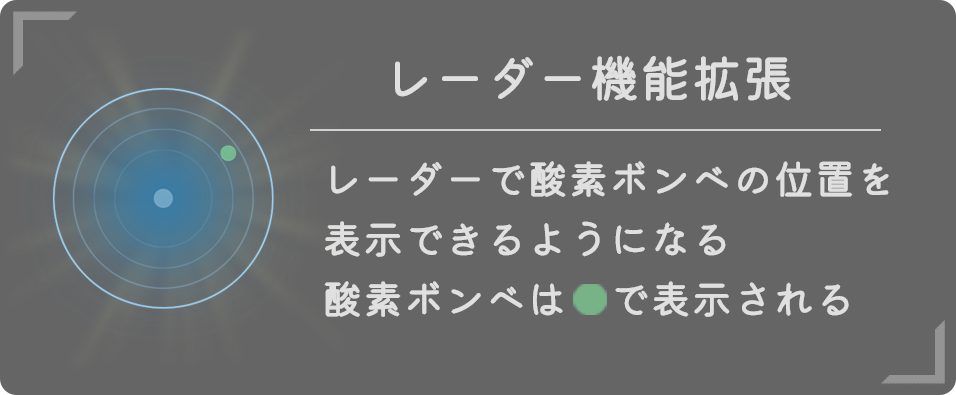 レーダー機能拡張
レーダーで酸素ボンベの位置を
表示できるようになる
酸素ボンベは で表示される